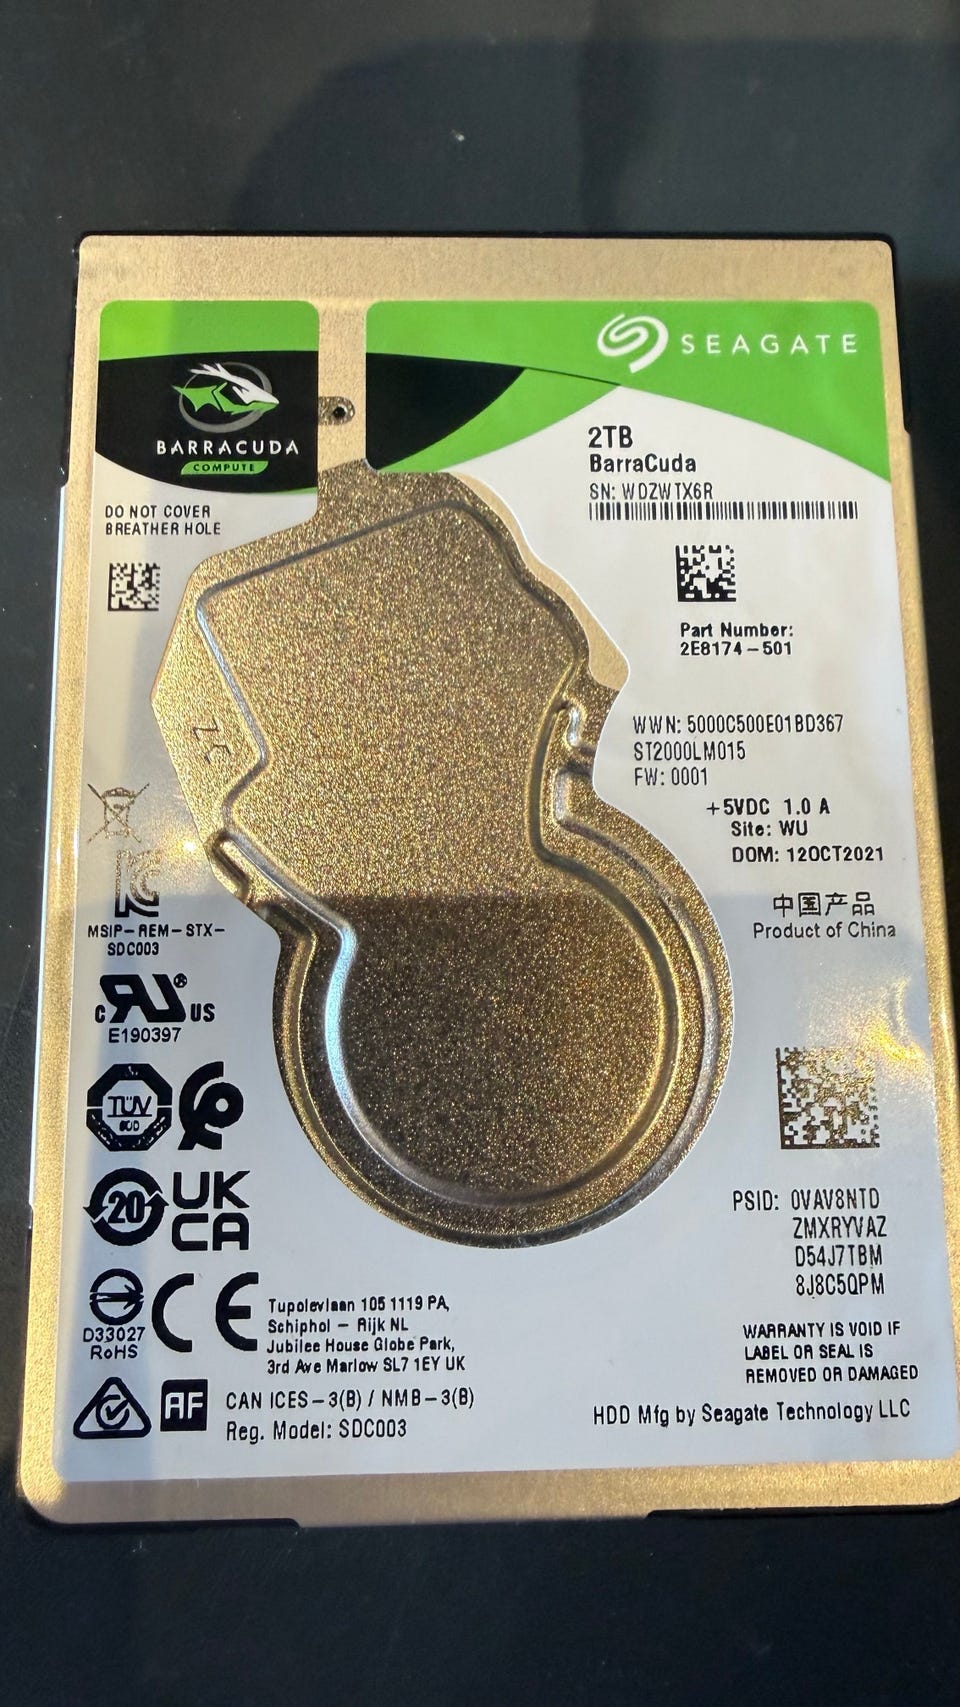 SEAGATE
BARRACUDA
COMPUTE
2TB
BarraCuda
SN: WDZWTX6R
DO NOT COVER
BREATHER HOLE
Part Number:
2E8174-501
WWN: 5000C500E01BD367
ST2000LM015
FW: 0001
+5VDC 1.0 A
Site: WU
DOM: 12OCT2021
中国产品
Product of China
MSIP-REM-STX-
SDC003
c RU ® US
E190397
TÜV
20
UK
CA
PSID: 0VAV8NTD
ZMXRYVAZ
D54J7TBM
8J8C5QPM
D33027
RoHS
CE
Tupolevlaan 105 1119 PA,
Schiphol - Rijk NL
Jubilee House Globe Park,
3rd Ave Marlow SL7 1EY UK
WARRANTY IS VOID IF
LABEL OR SEAL IS
REMOVED OR DAMAGED
AF
CAN ICES-3(B) / NMB-3(B)
Reg. Model: SDC003
HDD Mfg by Seagate Technology LLC